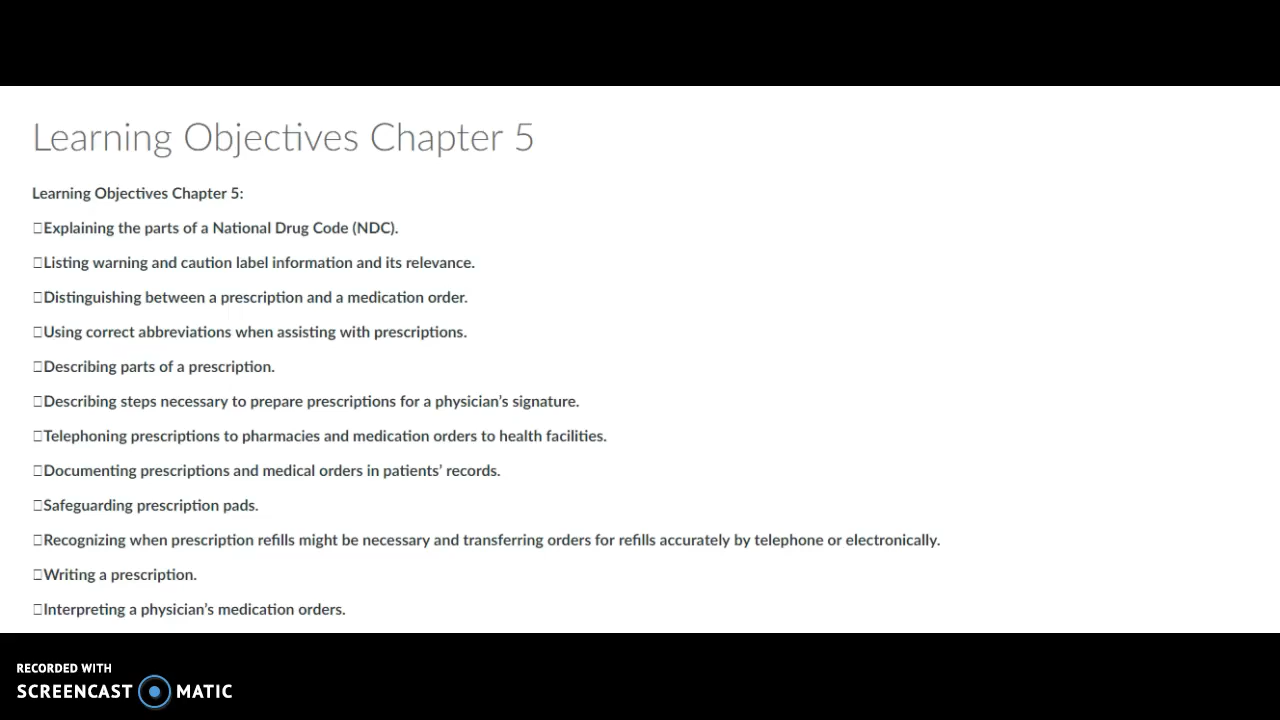 Learning Objectives Chapter 5
Learning Objectives Chapter 5:
□Explaining the parts of a National Drug Code (NDC).
□Listing warning and caution label information and its relevance.
□Distinguishing between a prescription and a medication order.
□Using correct abbreviations when assisting with prescriptions.
□Describing parts of a prescription.
□Describing steps necessary to prepare prescriptions for a physician’s signature.
□Telephoning prescriptions to pharmacies and medication orders to health facilities.
□Documenting prescriptions and medical orders in patients’ records.
□Safeguarding prescription pads.
□Recognizing when prescription refills might be necessary and transferring orders for refills accurately by telephone or electronically.
□Writing a prescription.
□Interpreting a physician’s medication orders.
RECORDED WITH
SCREENCAST MATIC